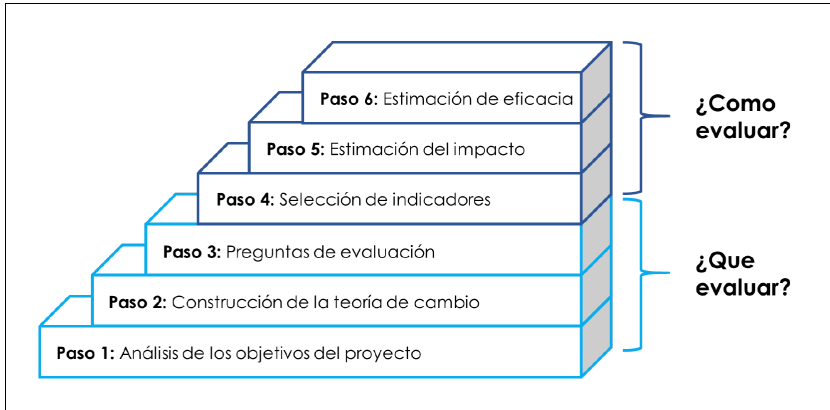 Paso 6: Estimación de eficacia
Paso 5: Estimación del impacto
Paso 4: Selección de indicadores
¿Como
evaluar?
Paso 3: Preguntas de evaluación
Paso 2: Construcción de la teoría de cambio
Paso 1: Análisis de los objetivos del proyecto
¿Que
evaluar?